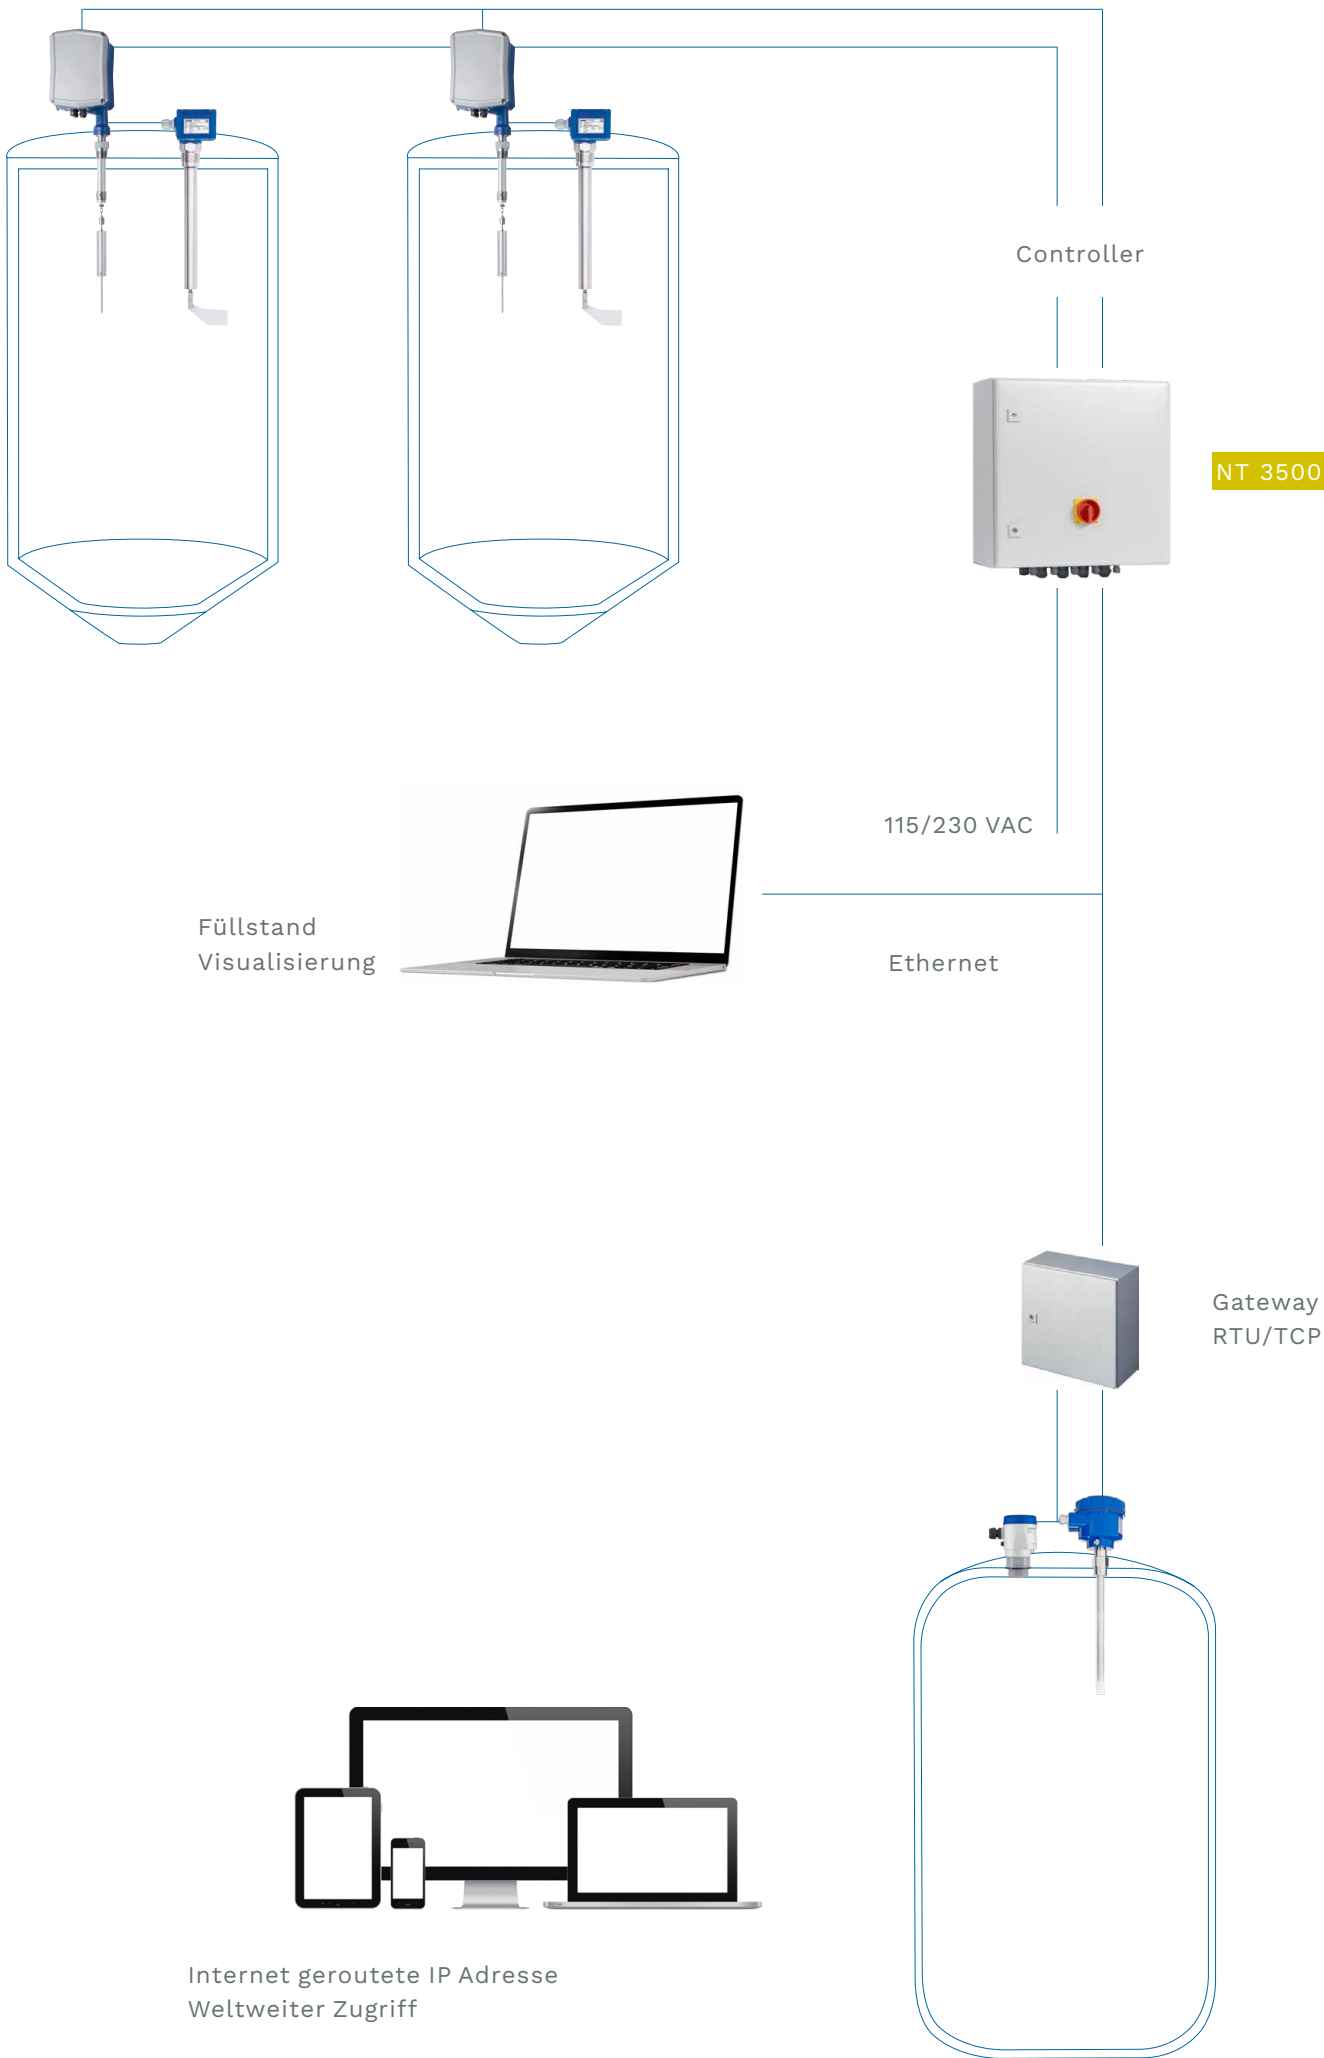 Controller
NT 3500
115/230 VAC
Füllstand
Visualisierung
Ethernet
Gateway
RTU/TCP
Internet geroutete IP Adresse
Weltweiter Zugriff